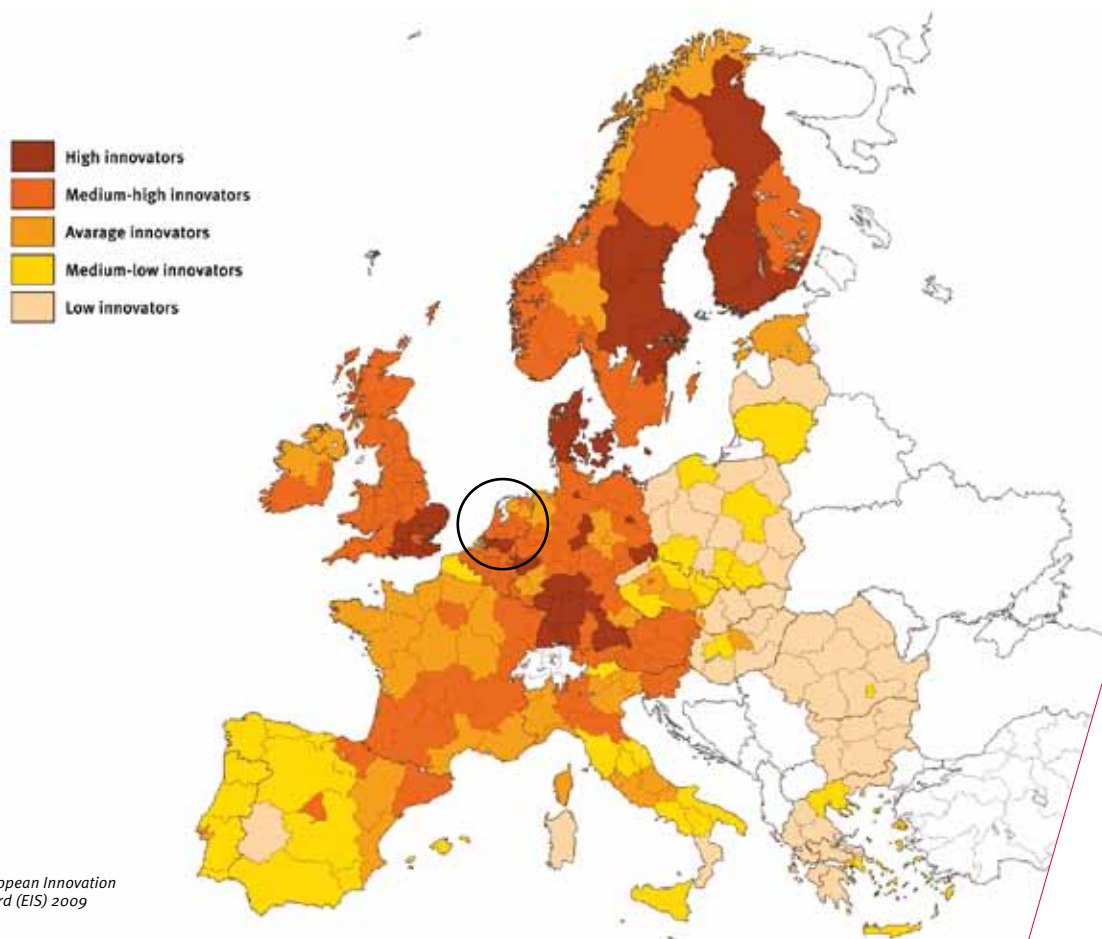 High innovators
Medium-high innovators
Avarage innovators
Medium-low innovators
Low innovators
opean Innovation
rd (EIS) 2009